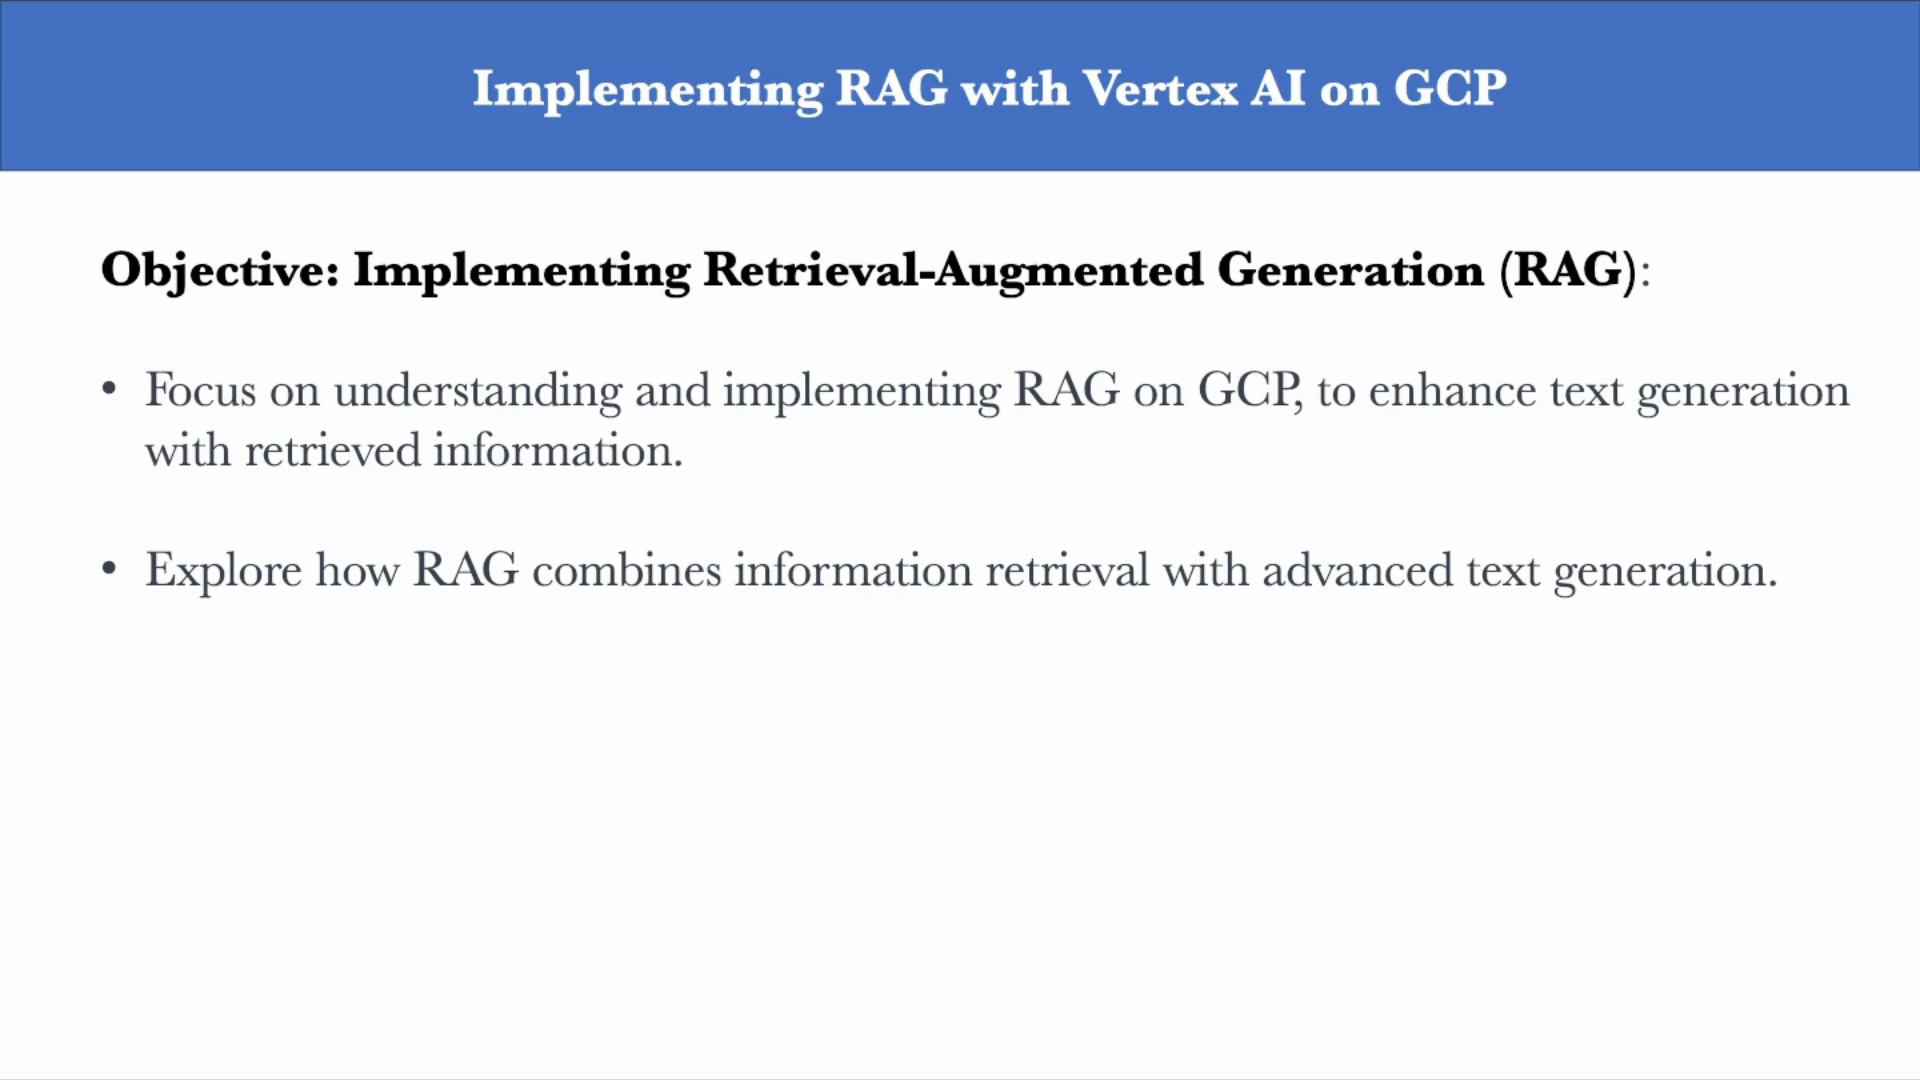 Implementing RAG with Vertex AI on GCP
Objective: Implementing Retrieval-Augmented Generation (RAG):
• Focus on understanding and implementing RAG on GCP, to enhance text generation
with retrieved information.
• Explore how RAG combines information retrieval with advanced text generation.